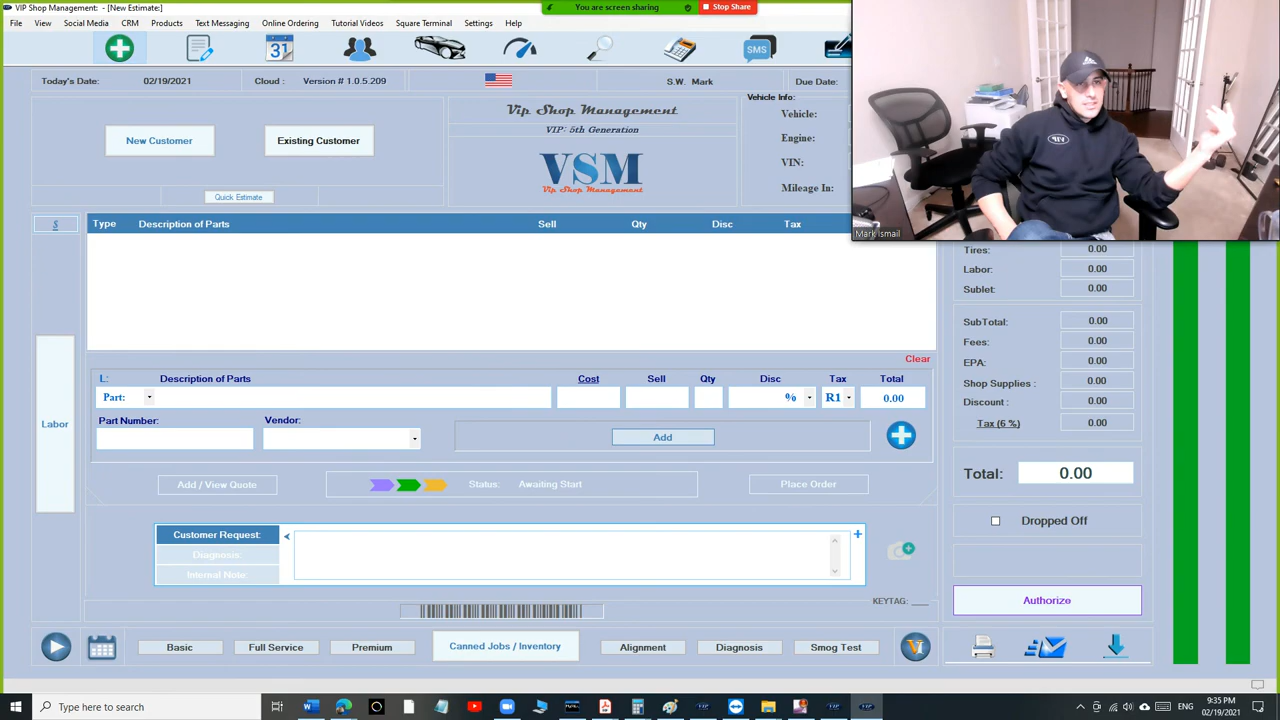 VIP Shop Management: - [New Estimate:]
You are screen sharing
Stop Share
File View Social Media CRM Products Text Messaging Online Ordering Tutorial Videos Square Terminal Settings Help
31
SMS
Today's Date: 02/19/2021 Cloud : Version # 1.0.5.209 S.W. Mark Due Date:
New Customer
Existing Customer
Quick Estimate
Vip Shop Management
VIP: 5th Generation
VSM
Vip Shop Management
Vehicle Info:
Vehicle:
Engine:
VIN:
Mileage In:
VIP
Mark Ismail
S
Type Description of Parts Sell Qty Disc Tax
Labor
Clear
L: Description of Parts Cost Sell Qty Disc Tax Total
Part: % R1 0.00
Part Number: Vendor:
Add
Add / View Quote
Status: Awaiting Start
Place Order
Customer Request:
Diagnosis:
Internal Note:
KEYTAG: ___
Basic Full Service Premium Canned Jobs / Inventory Alignment Diagnosis Smog Test
Tires: 0.00
Labor: 0.00
Sublet: 0.00
SubTotal: 0.00
Fees: 0.00
EPA: 0.00
Shop Supplies : 0.00
Discount : 0.00
Tax (6 %) 0.00
Total: 0.00
Dropped Off
Authorize
Type here to search
ENG
9:35 PM
02/19/2021